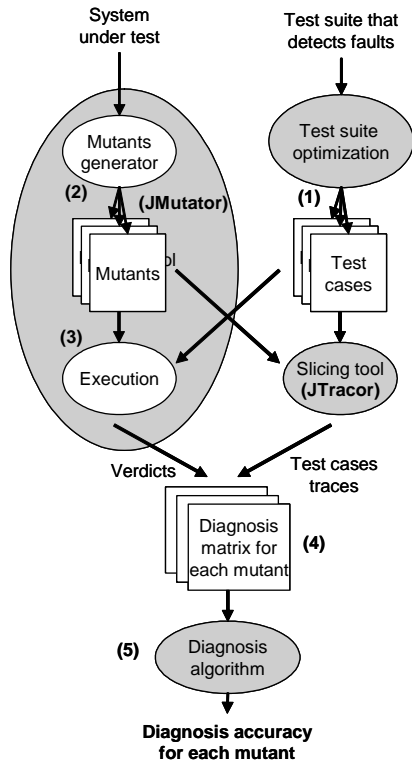 System
under test
Test suite that
detects faults
Mutants
generator
Test suite
optimization
(2)
(JMutator)
(1)
Mutants
ol
Test
cases
(3)
Execution
Slicing tool
(JTracor)
Verdicts
Test cases
traces
Diagnosis
matrix for
each mutant
(4)
(5)
Diagnosis
algorithm
Diagnosis accuracy
for each mutant